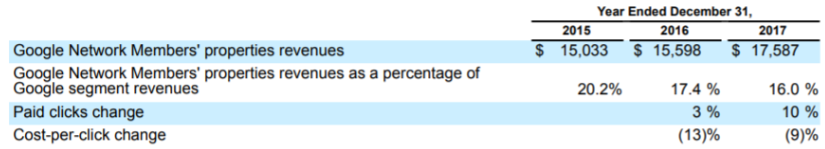 Year Ended December 31,
2015 2016 2017
Google Network Members' properties revenues $ 15,033 $ 15,598 $ 17,587
Google Network Members' properties revenues as a percentage of
Google segment revenues 20.2% 17.4 % 16.0 %
Paid clicks change 3 % 10 %
Cost-per-click change (13)% (9)%